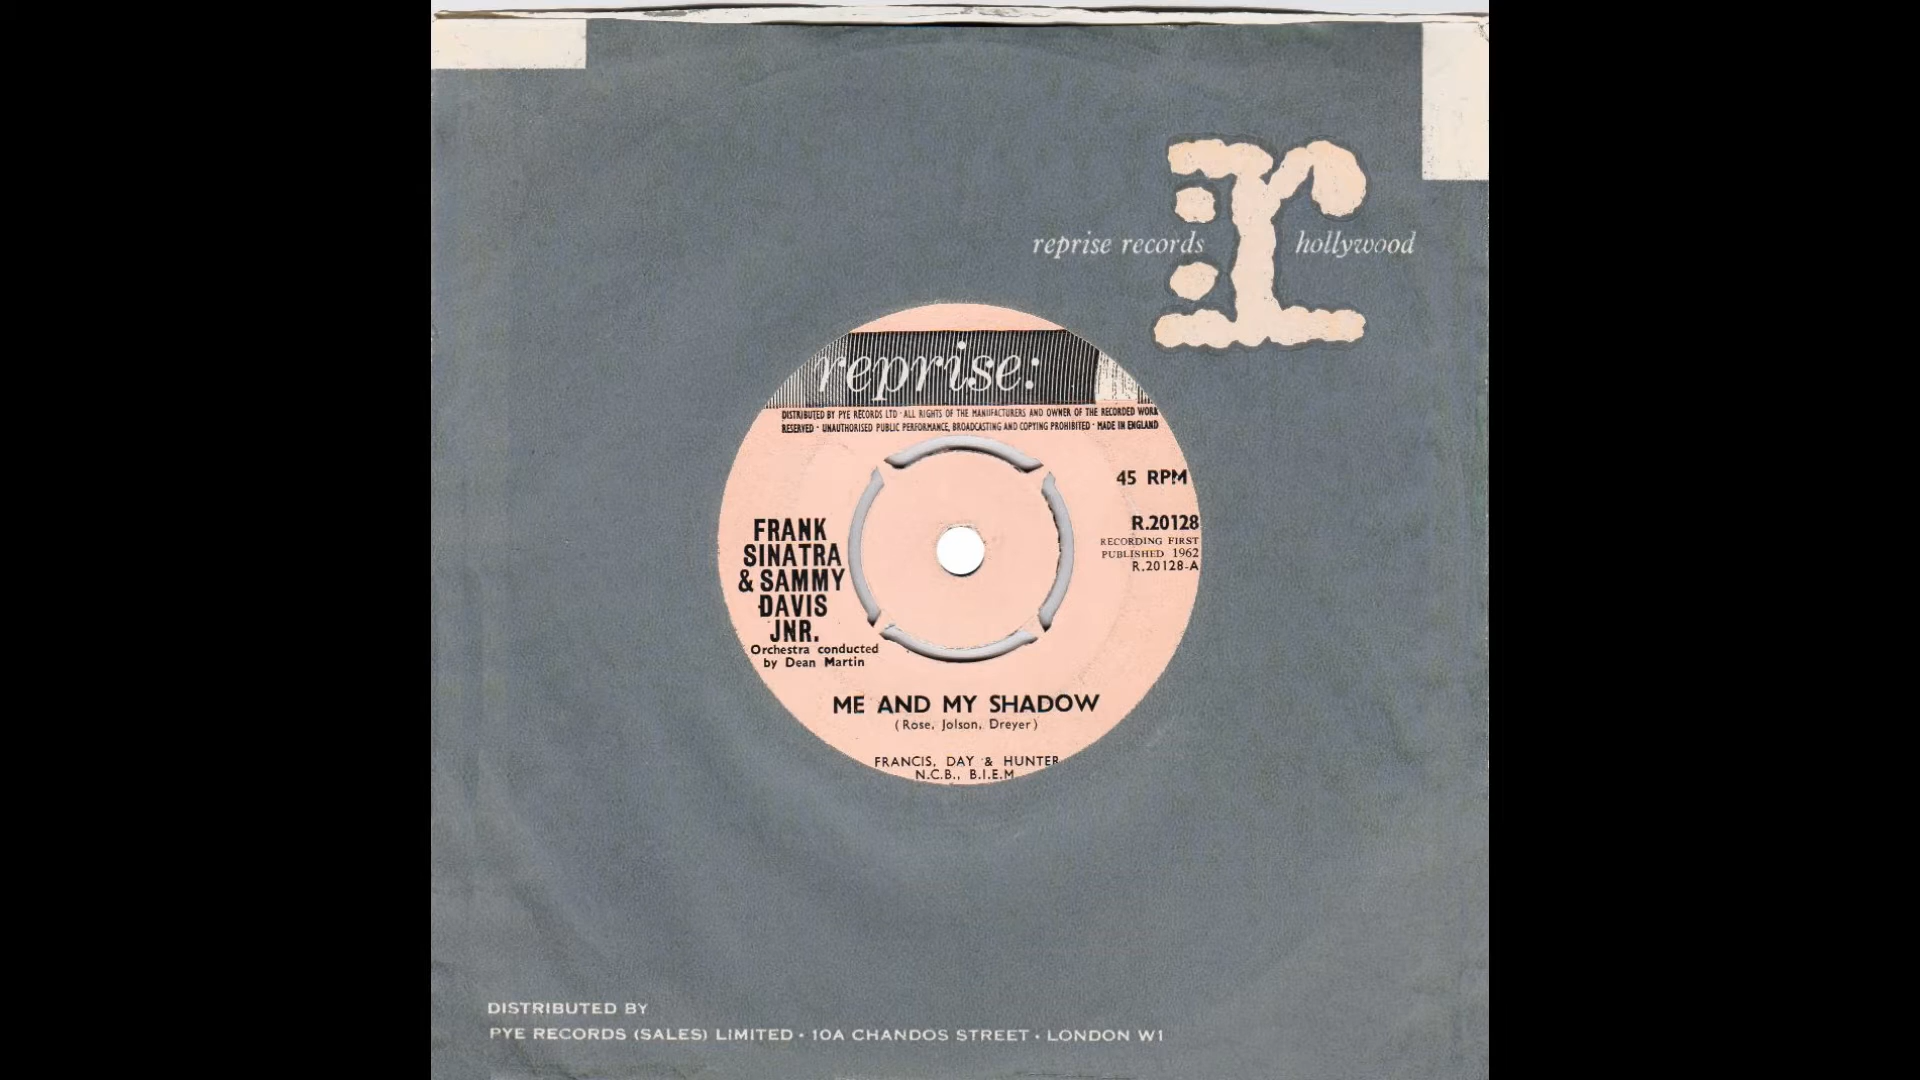 reprise records r: hollywood
reprise:
DISTRIBUTED BY PYE RECORDS LTD · ALL RIGHTS OF THE MANUFACTURERS AND OWNER OF THE RECORDED WORK
RESERVED · UNAUTHORISED PUBLIC PERFORMANCE, BROADCASTING AND COPYING PROHIBITED · MADE IN ENGLAND
45 RPM
R.20128
RECORDING FIRST
PUBLISHED 1962
R.20128-A
FRANK
SINATRA
& SAMMY
DAVIS
JNR.
Orchestra conducted
by Dean Martin
ME AND MY SHADOW
(Rose, Jolson, Dreyer)
FRANCIS, DAY & HUNTER
N.C.B., B.I.E.M
DISTRIBUTED BY
PYE RECORDS (SALES) LIMITED · 10A CHANDOS STREET · LONDON W1